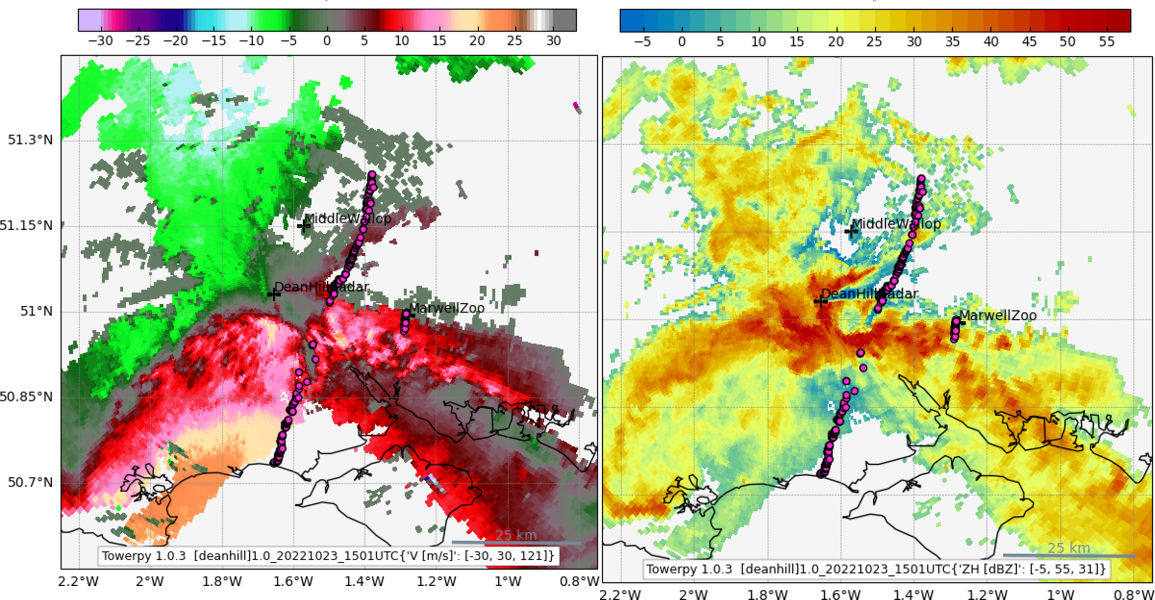 −30 −25 −20 −15 −10 −5 0 5 10 15 20 25 30
−5 0 5 10 15 20 25 30 35 40 45 50 55
51.3°N
51.15°N
51°N
50.85°N
50.7°N
MiddleWallop
DeanHillRadar
MarwellZoo
25 km
Towerpy 1.0.3 [deanhill]1.0_20221023_1501UTC{'V [m/s]': [-30, 30, 121]}
2.2°W 2°W 1.8°W 1.6°W 1.4°W 1.2°W 1°W 0.8°W
MiddleWallop
DeanHillRadar
MarwellZoo
25 km
Towerpy 1.0.3 [deanhill]1.0_20221023_1501UTC{'ZH [dBZ]': [-5, 55, 31]}
2.2°W 2°W 1.8°W 1.6°W 1.4°W 1.2°W 1°W 0.8°W